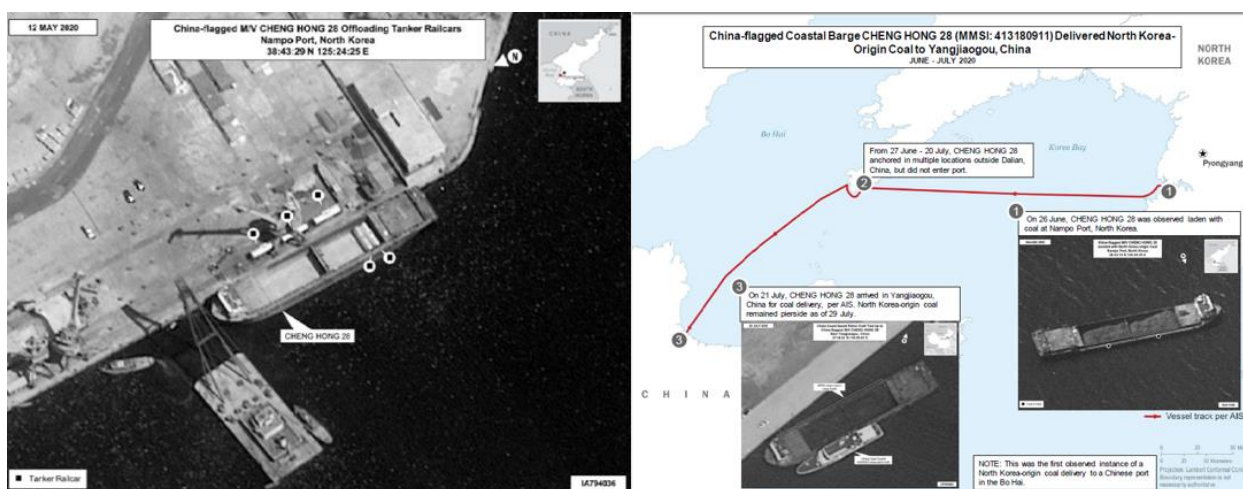 12 MAY 2020
China-flagged M/V CHENG HONG 28 Offloading Tanker Railcars
Nampo Port, North Korea
38:43:29 N 125:24:25 E
CHINA
N
CHENG HONG 28
Tanker Railcar
IA794036
China-flagged Coastal Barge CHENG HONG 28 (MMSI: 413180911) Delivered North Korea-
Origin Coal to Yangjiaogou, China
JUNE - JULY 2020
NORTH
KOREA
Bo Hai
Korea Bay
Pyongyang
From 27 June - 20 July, CHENG HONG 28
anchored in multiple locations outside Dalian,
China, but did not enter port.
2
1
1
On 26 June, CHENG HONG 28 was observed laden with
coal at Nampo Port, North Korea.
3
On 21 July, CHENG HONG 28 arrived in Yangjiaogou,
China for coal delivery, per AIS. North Korea-origin coal
remained pierside as of 29 July.
3
CHINA
Vessel track per AIS
NOTE: This was the first observed instance of a
North Korea-origin coal delivery to a Chinese port
in the Bo Hai.